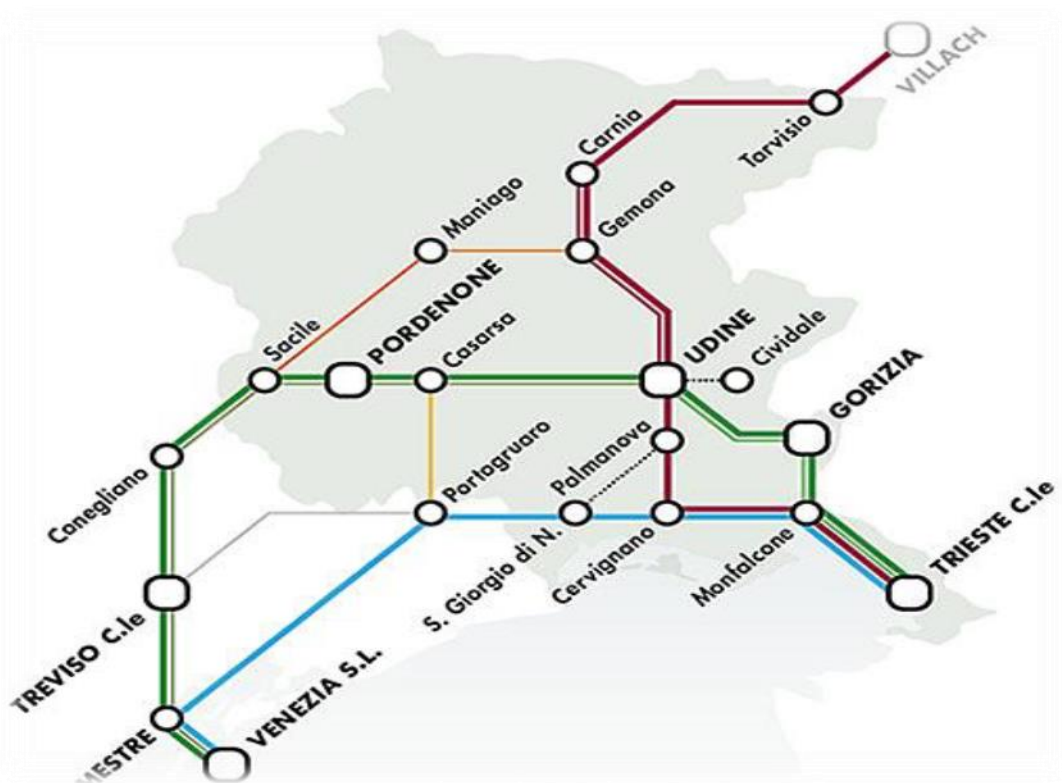 VILLACH
Tarvisio
Carnia
Gemona
Maniago
Sacile
PORDENONE
Casarsa
UDINE
Cividale
GORIZIA
Conegliano
Portogruaro
Palmanova
S. Giorgio di N.
Cervignano
Monfalcone
TRIESTE C.le
TREVISO C.le
MESTRE
VENEZIA S.L.